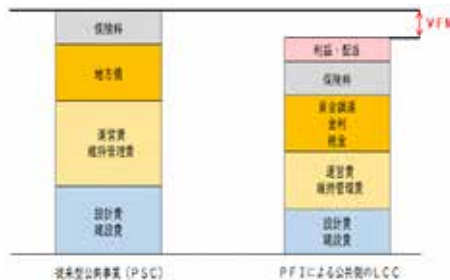 VFM
保険料
地方債
運営費
維持管理費
設計費
建設費
従来型公共事業(PSC)
利益・配当
保険料
資金調達
金利
税金
運営費
維持管理費
設計費
建設費
PFIによる公共側のLCC